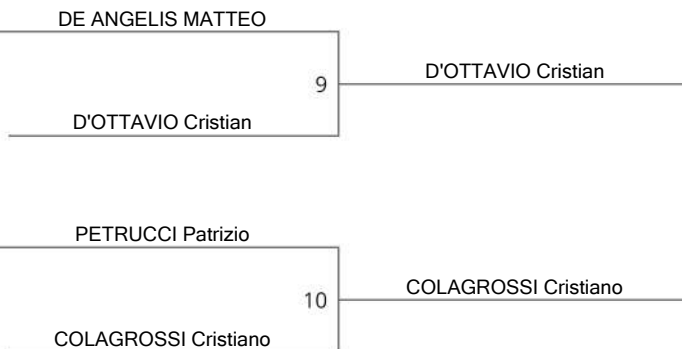 DE ANGELIS MATTEO
9
D'OTTAVIO Cristian
D'OTTAVIO Cristian
PETRUCCI Patrizio
10
COLAGROSSI Cristiano
COLAGROSSI Cristiano